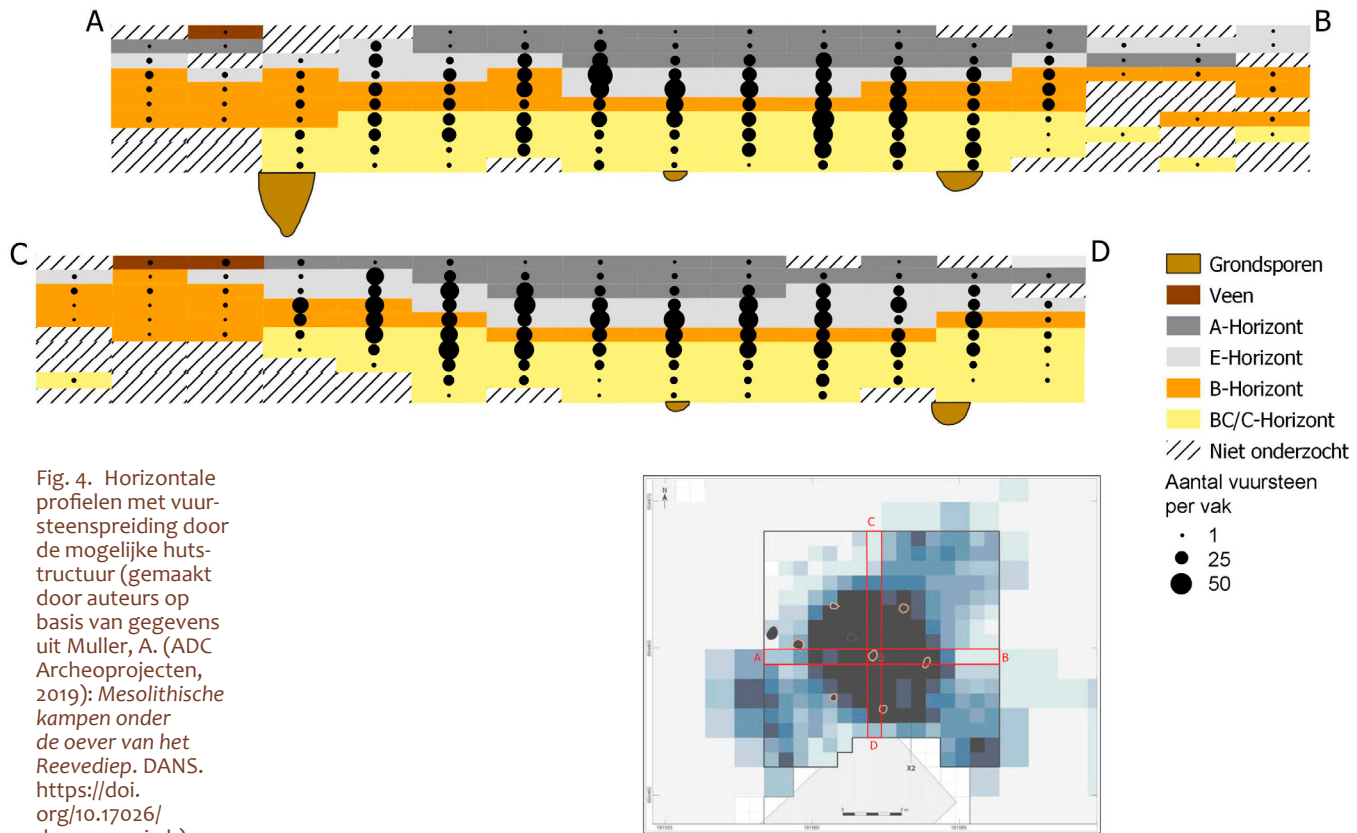 A
B
C
D
Grondsporen
Veen
A-Horizont
E-Horizont
B-Horizont
BC/C-Horizont
Niet onderzocht
Aantal vuursteen
per vak
1
25
50
Fig. 4. Horizontale
profielen met vuur-
steenspreiding door
de mogelijke huts-
tructuur (gemaakt
door auteurs op
basis van gegevens
uit Muller, A. (ADC
Archeoprojecten,
2019): Mesolithische
kampen onder
de oever van het
Reevediep. DANS.
https://doi.
org/10.17026/
N
C
A
B
D
X2
0
2 m